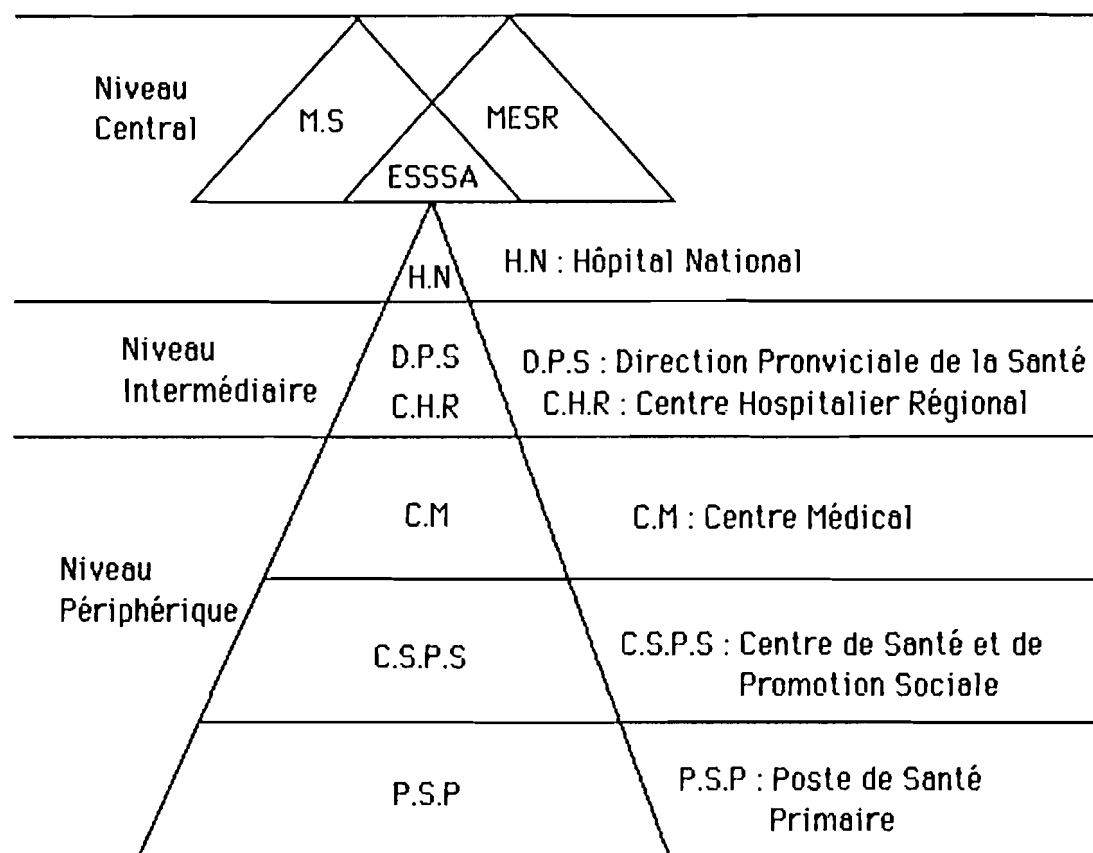 Niveau
Central
M.S
MESR
ESSSA
H.N
H.N : Hôpital National
Niveau
Intermédiaire
D.P.S
C.H.R
D.P.S : Direction Pronviciale de la Santé
C.H.R : Centre Hospitalier Régional
Niveau
Périphérique
C.M
C.M : Centre Médical
C.S.P.S
C.S.P.S : Centre de Santé et de
Promotion Sociale
P.S.P
P.S.P : Poste de Santé
Primaire